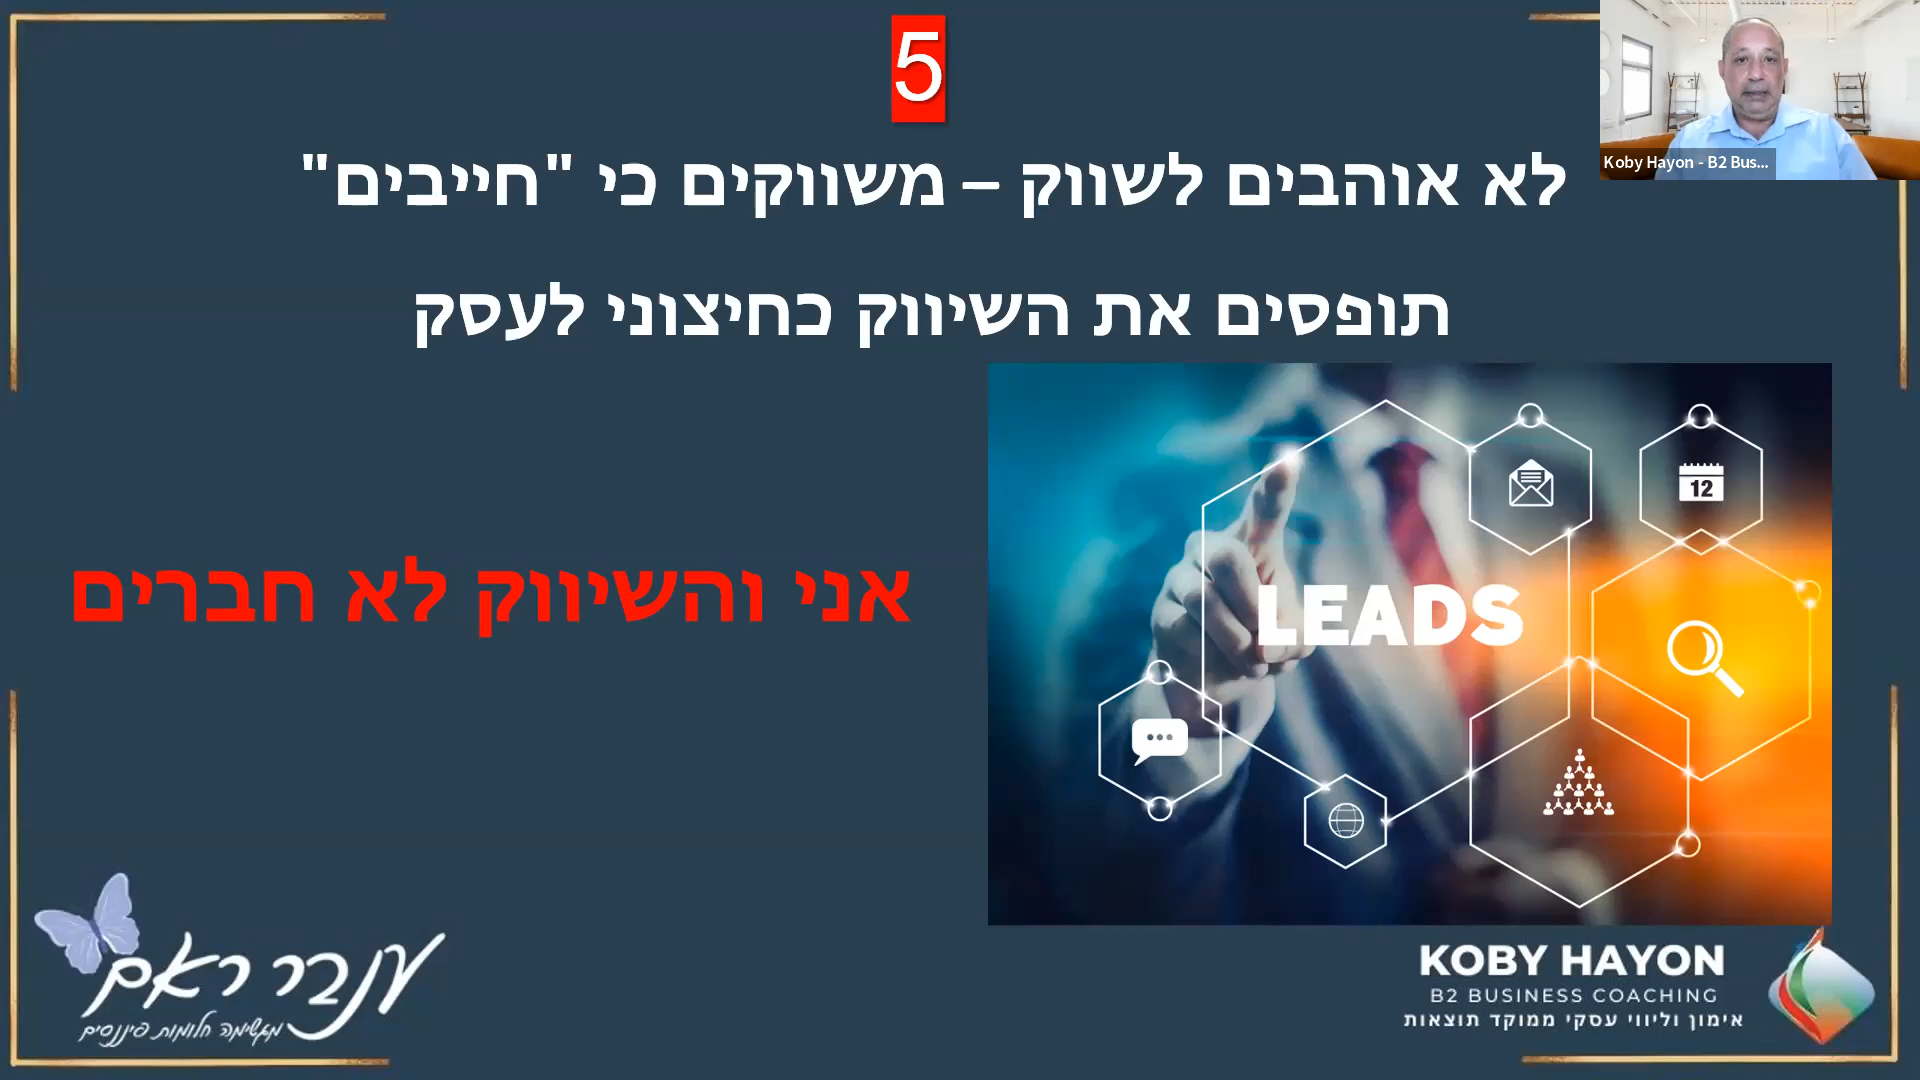 5
לא אוהבים לשווק – משווקים כי "חייבים"
תופסים את השיווק כחיצוני לעסק
Koby Hayon - B2 Bus...
אני והשיווק לא חברים
12
LEADS
ענבר ראם
מגשימה חלומות פיננסים
KOBY HAYON
B2 BUSINESS COACHING
אימון וליווי עסקי ממוקד תוצאות